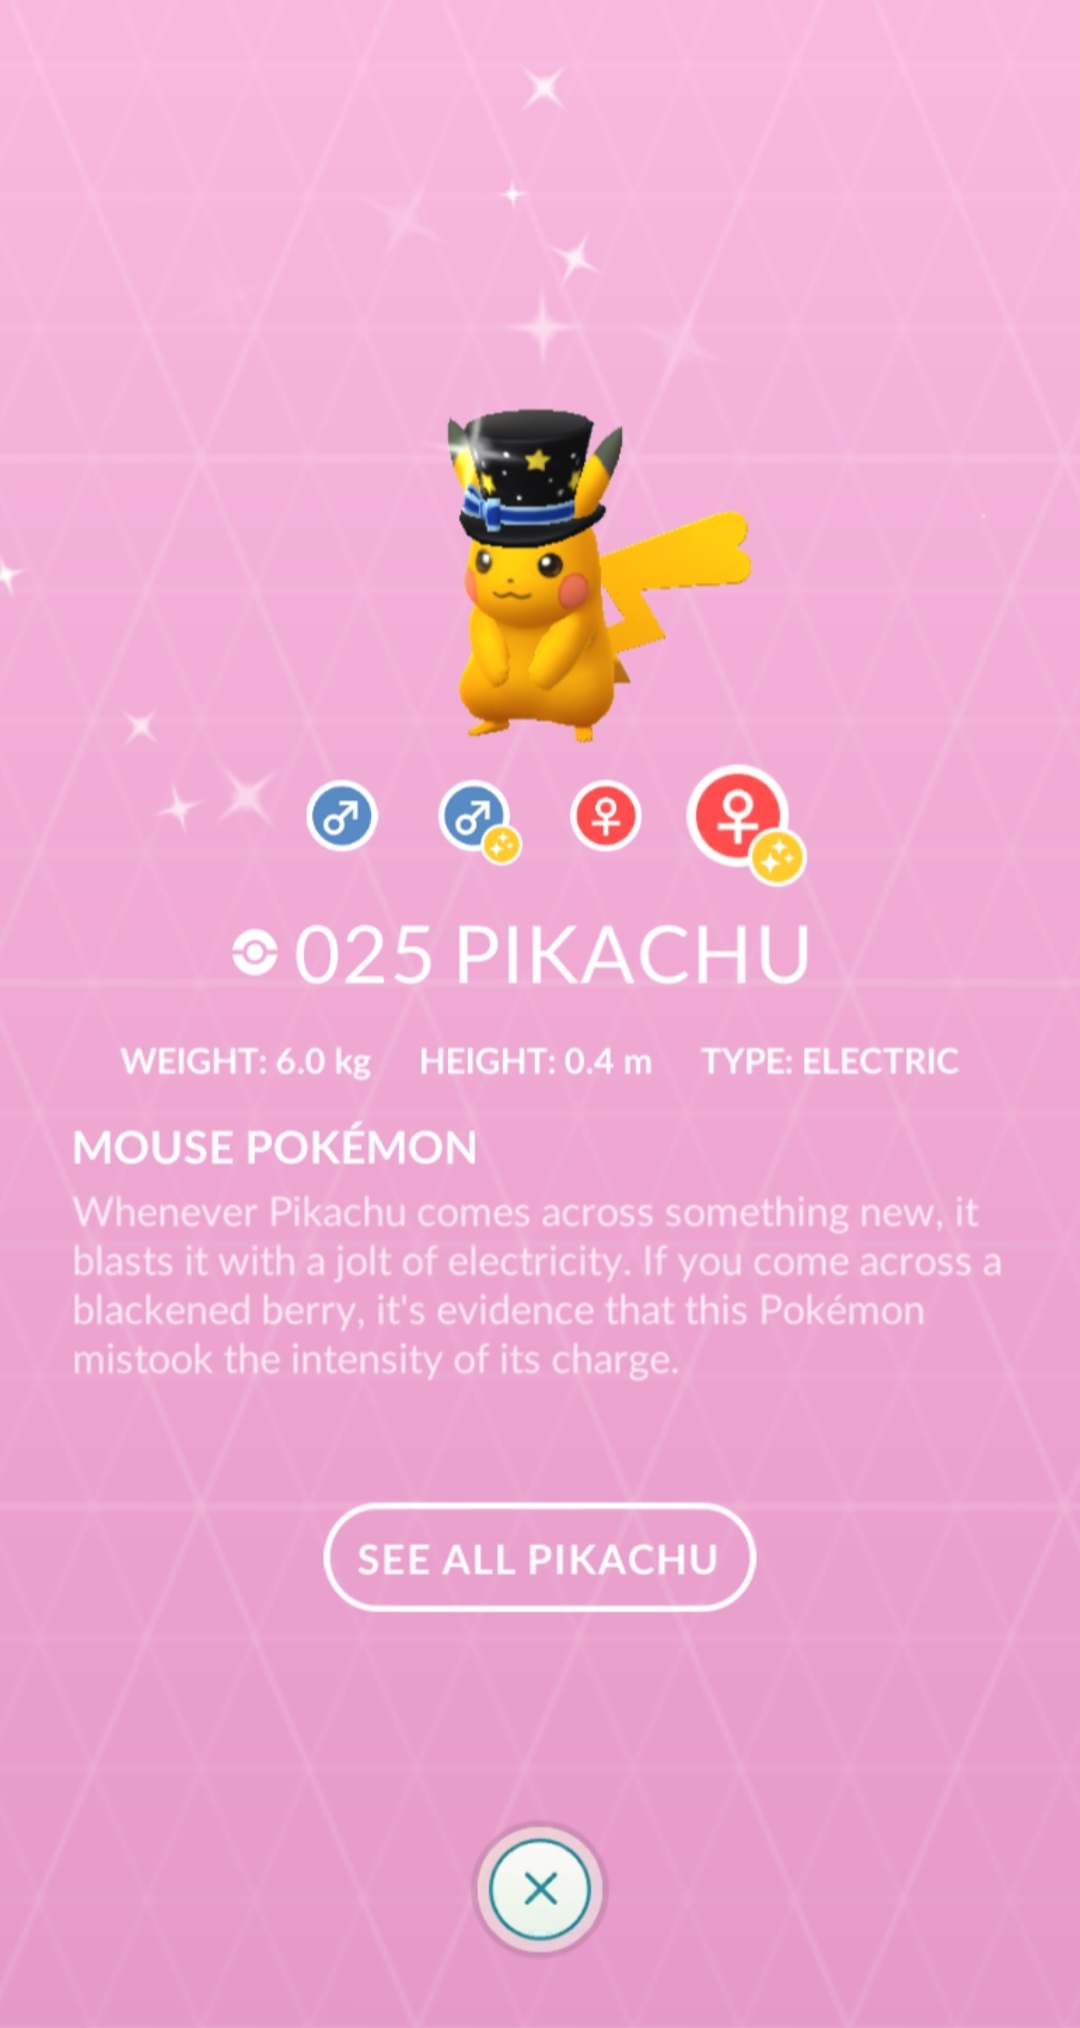 025 PIKACHU
WEIGHT: 6.0 kg HEIGHT: 0.4 m TYPE: ELECTRIC
MOUSE POKÉMON
Whenever Pikachu comes across something new, it
blasts it with a jolt of electricity. If you come across a
blackened berry, it's evidence that this Pokémon
mistook the intensity of its charge.
SEE ALL PIKACHU